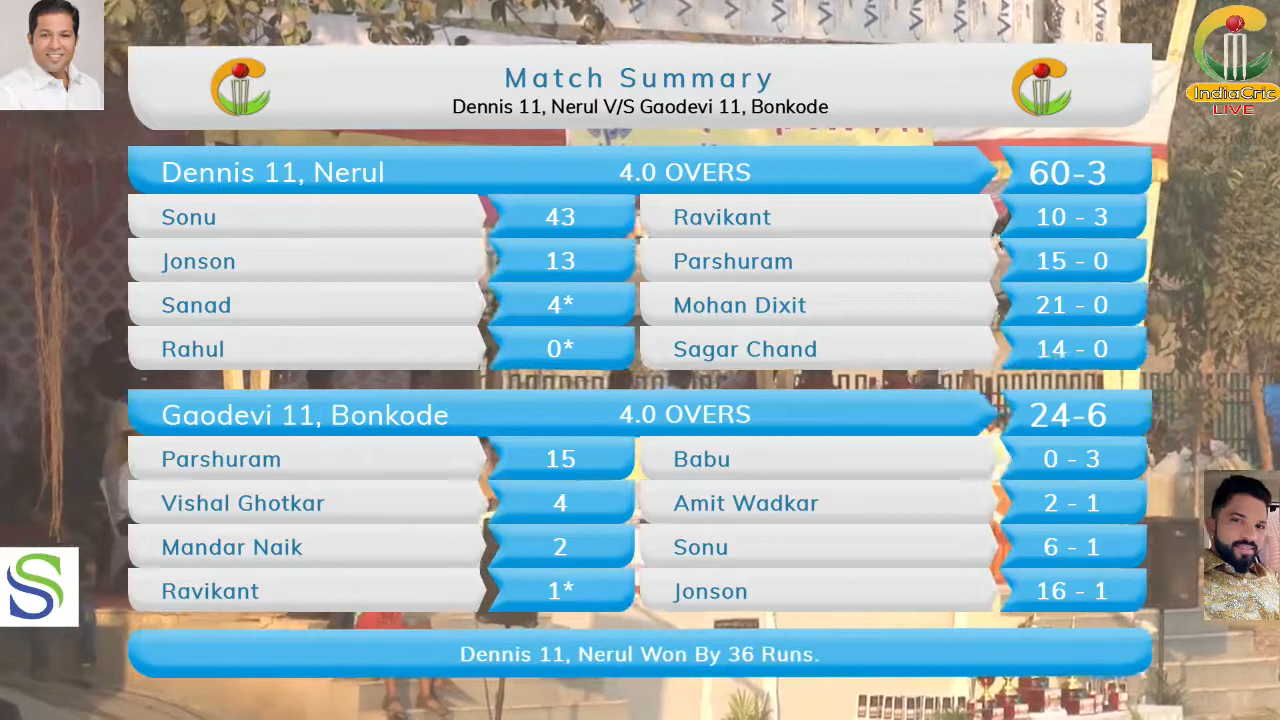 Match Summary
Dennis 11, Nerul V/S Gaodevi 11, Bonkode
IndiaCric
LIVE
Dennis 11, Nerul 4.0 OVERS 60-3
Sonu 43 Ravikant 10 - 3
Jonson 13 Parshuram 15 - 0
Sanad 4* Mohan Dixit 21 - 0
Rahul 0* Sagar Chand 14 - 0
Gaodevi 11, Bonkode 4.0 OVERS 24-6
Parshuram 15 Babu 0 - 3
Vishal Ghotkar 4 Amit Wadkar 2 - 1
Mandar Naik 2 Sonu 6 - 1
Ravikant 1* Jonson 16 - 1
Dennis 11, Nerul Won By 36 Runs.